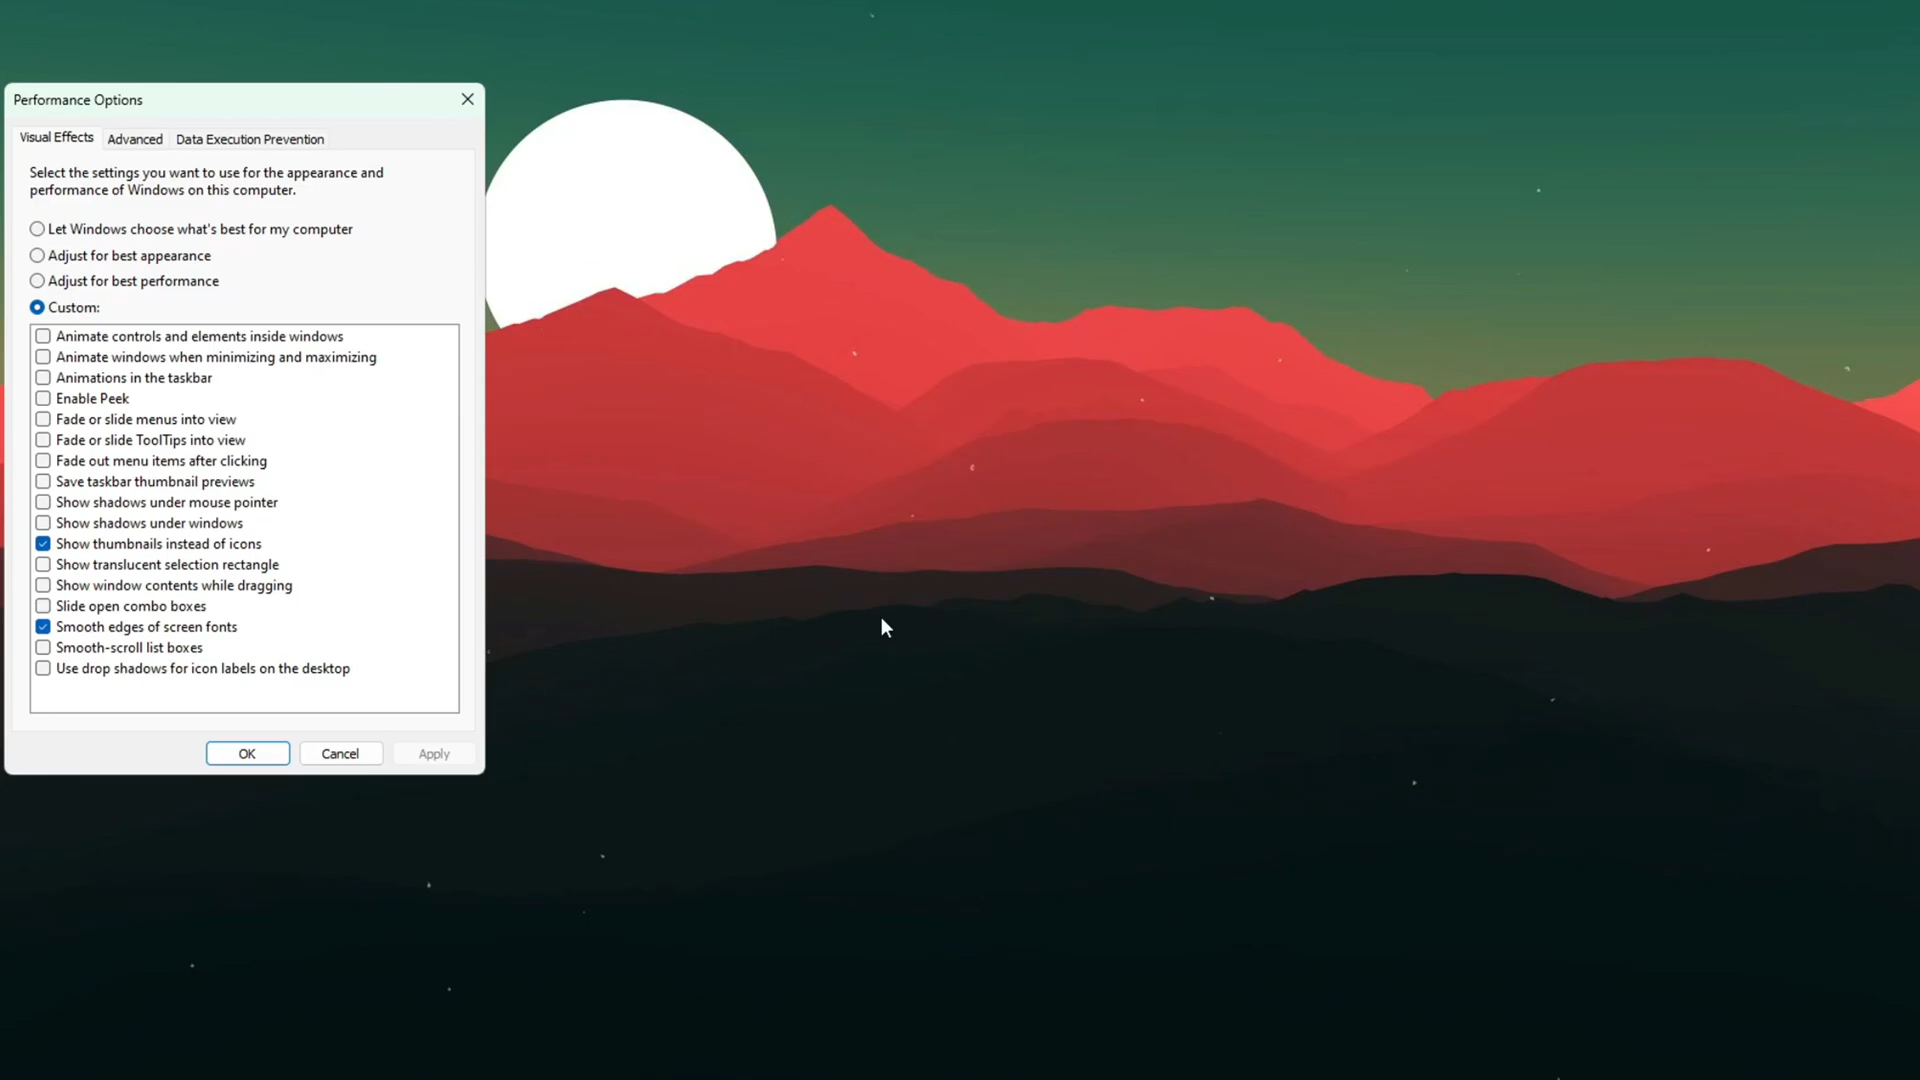 Performance Options
Visual Effects
Advanced
Data Execution Prevention
Select the settings you want to use for the appearance and
performance of Windows on this computer.
Let Windows choose what's best for my computer
Adjust for best appearance
Adjust for best performance
Custom:
Animate controls and elements inside windows
Animate windows when minimizing and maximizing
Animations in the taskbar
Enable Peek
Fade or slide menus into view
Fade or slide ToolTips into view
Fade out menu items after clicking
Save taskbar thumbnail previews
Show shadows under mouse pointer
Show shadows under windows
Show thumbnails instead of icons
Show translucent selection rectangle
Show window contents while dragging
Slide open combo boxes
Smooth edges of screen fonts
Smooth-scroll list boxes
Use drop shadows for icon labels on the desktop
OK
Cancel
Apply